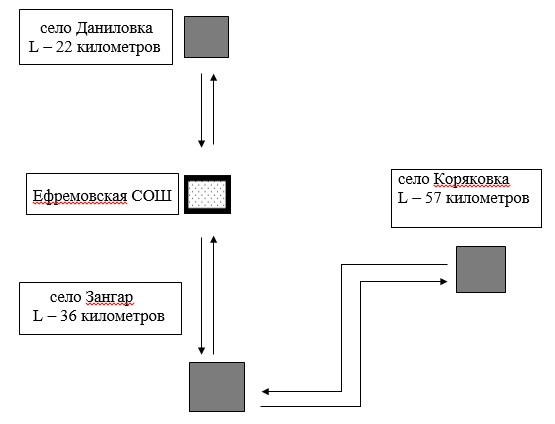 село Даниловка
L – 22 километров
Ефремовская СОШ
село Коряковка
L – 57 километров
село Зангар
L – 36 километров